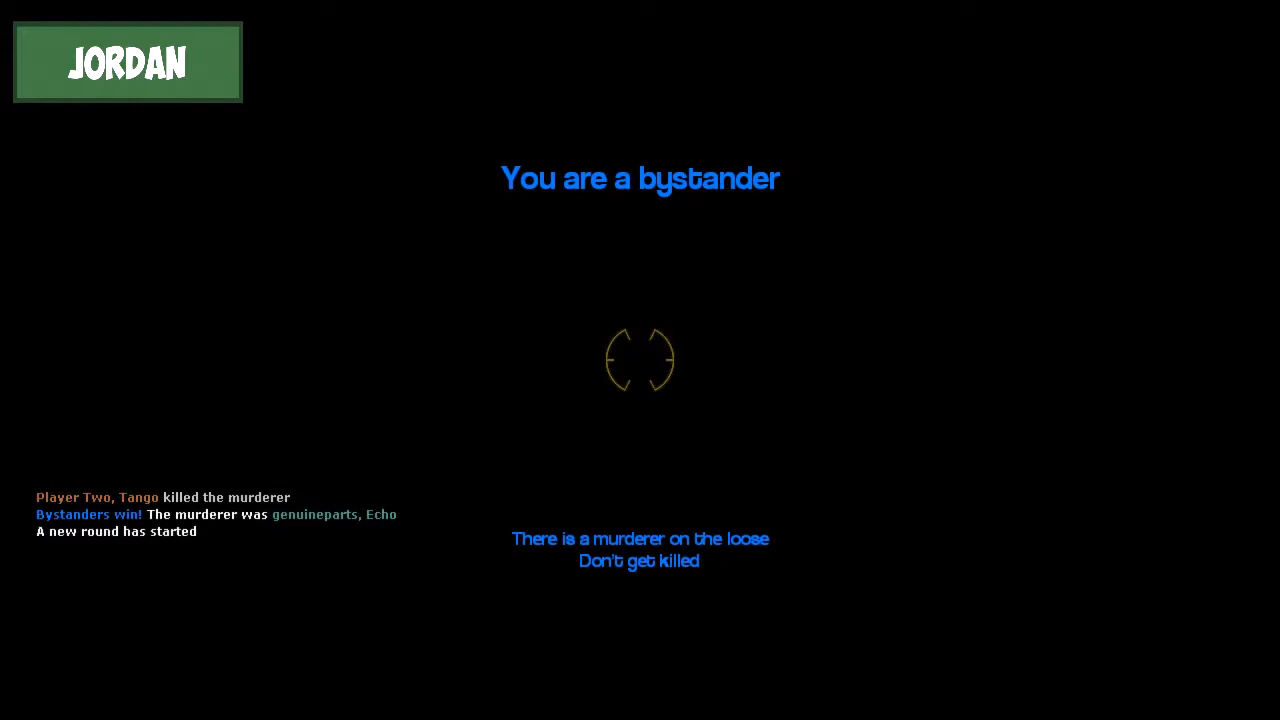 JORDAN
You are a bystander
Player Two, Tango killed the murderer
Bystanders win! The murderer was genuineparts, Echo
A new round has started
There is a murderer on the loose
Don't get killed